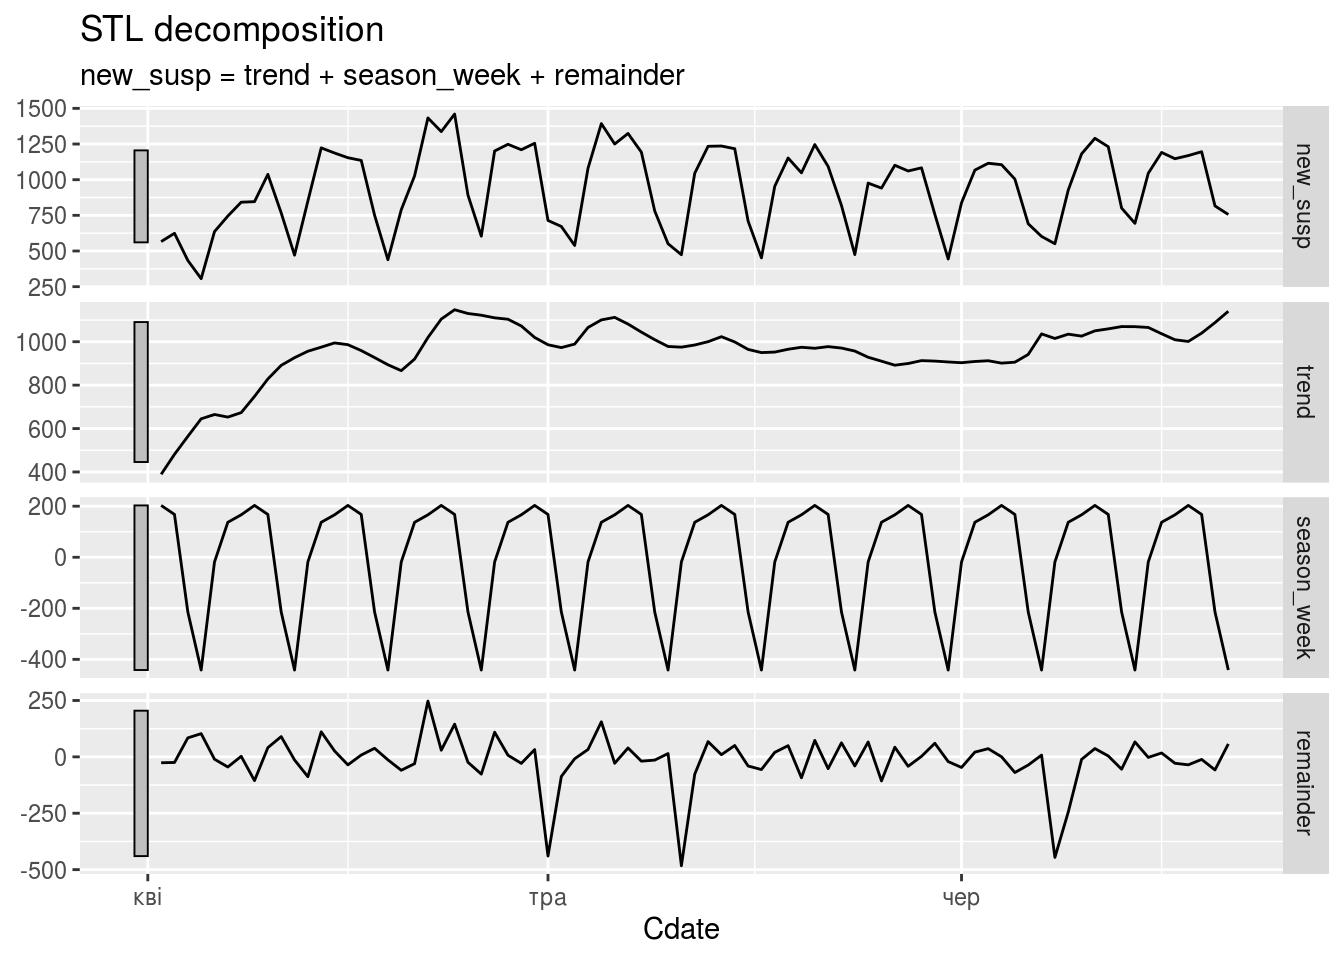 STL decomposition
new_susp = trend + season_week + remainder
1500
1250
1000
750
500
250
new_susp
1000
800
600
400
trend
200
0
-200
-400
season_week
250
0
-250
-500
remainder
кві
тра
чер
Cdate